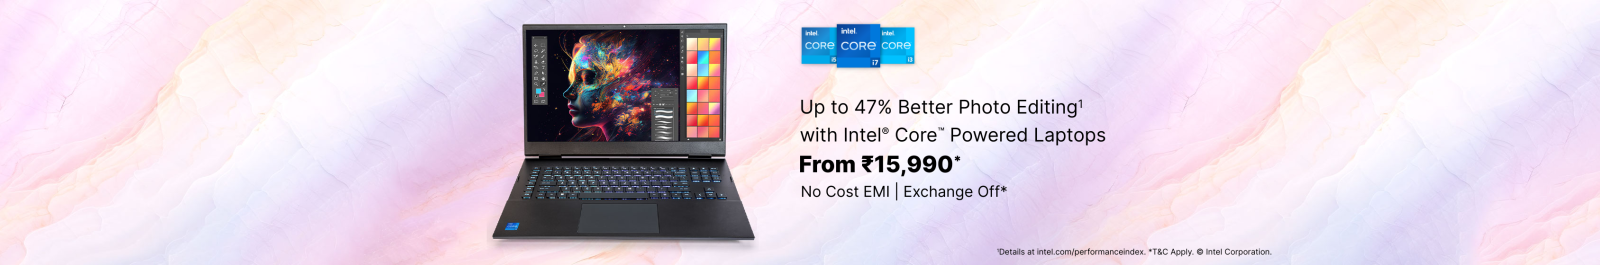 intel. intel. intel.
CORE CORE CORE
i5 i7 i3
Up to 47% Better Photo Editing¹
with Intel® Core™ Powered Laptops
From ₹15,990*
No Cost EMI | Exchange Off*
¹Details at intel.com/performanceindex. *T&C Apply. © Intel Corporation.